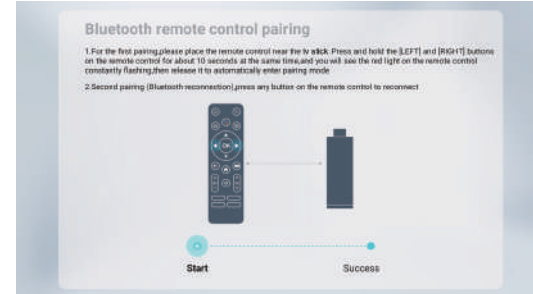 Bluetooth remote control pairing
1.For the first pairing,please place the remote control near the tv stick. Press and hold the [LEFT] and [RIGHT] buttons
on the remote control for about 10 seconds at the same time,and you will see the red light on the remote control
constantly flashing,then release it to automatically enter pairing mode
2.Second pairing (Bluetooth reconnection),press any button on the remote control to reconnect
OK
Start
Success